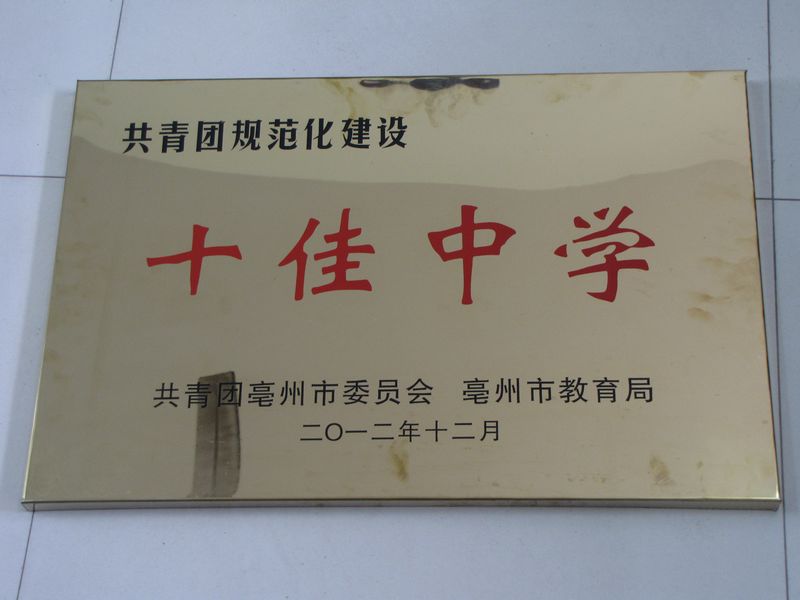 共青团规范化建设
十佳中学
共青团亳州市委员会 亳州市教育局
二〇一二年十二月